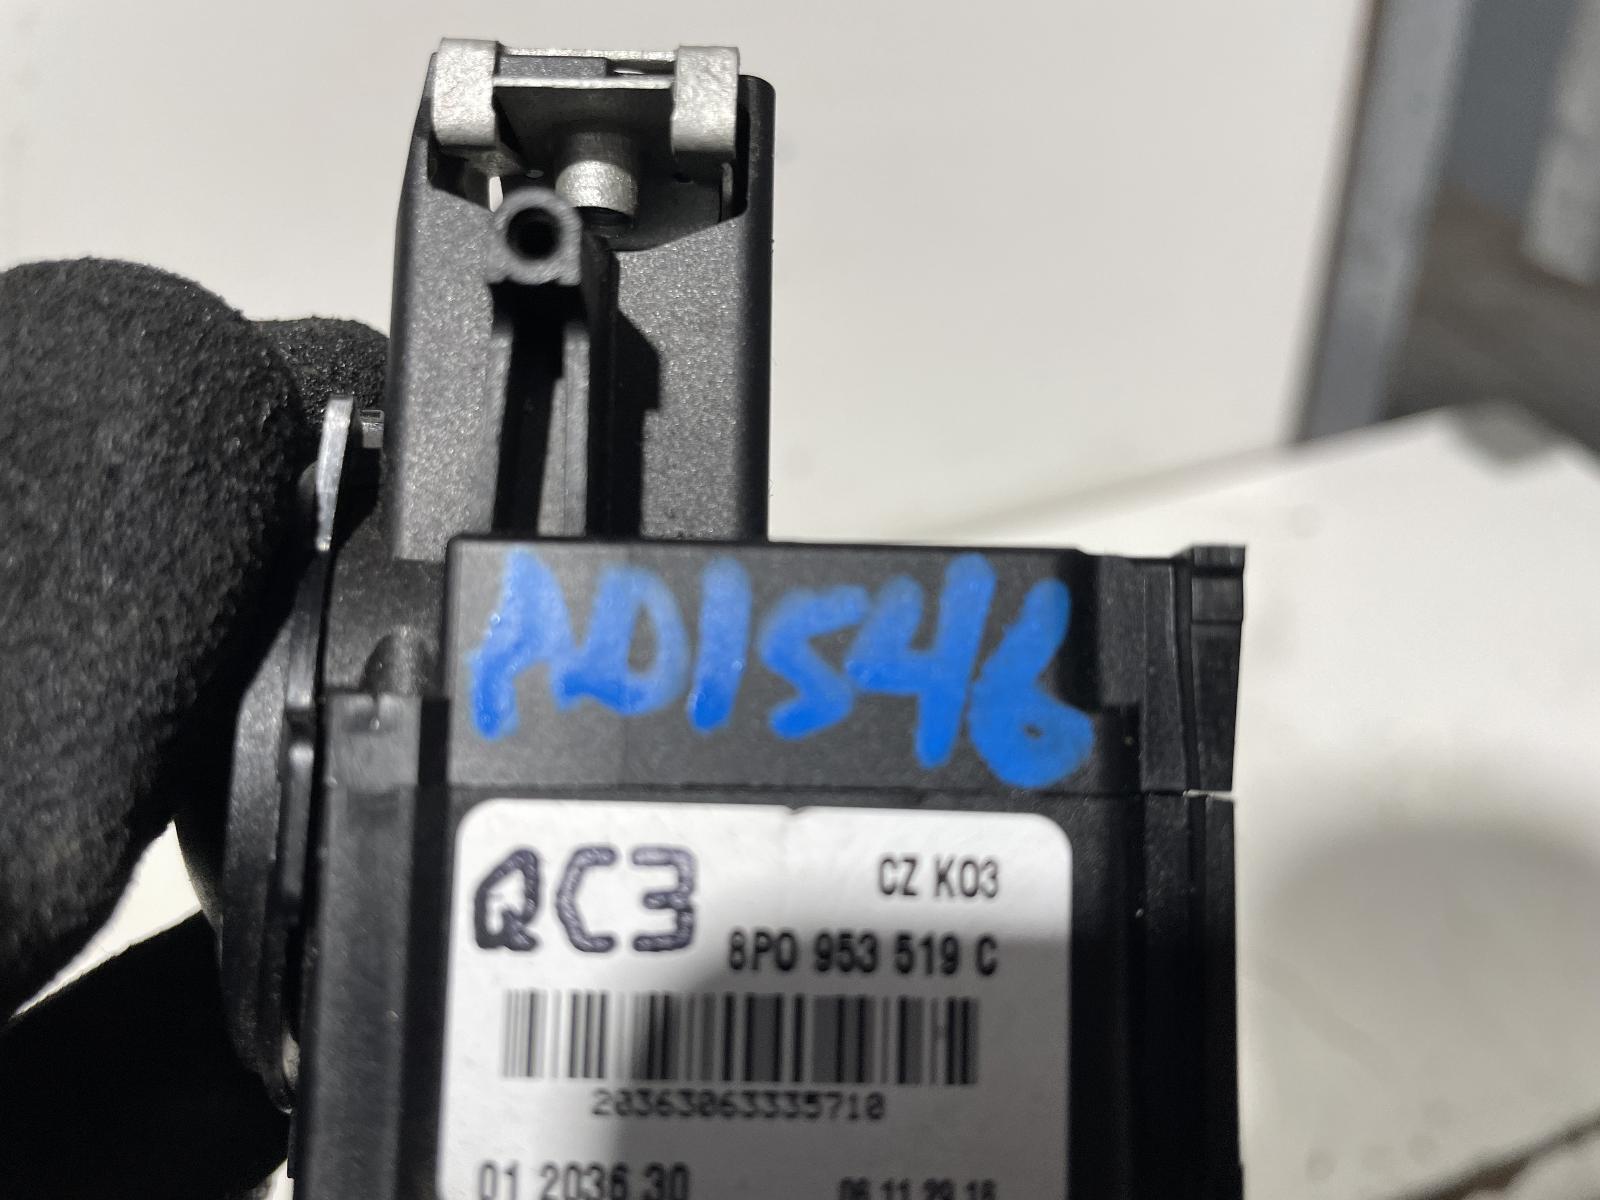 AD1546
QC3
CZ K03
8P0 953 519 C
20363063335710
01 2036 30